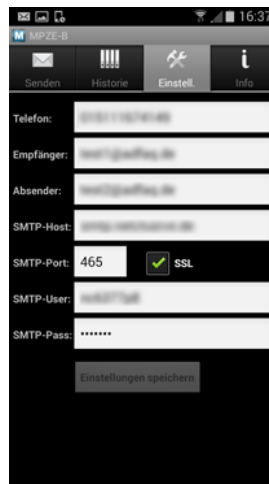 16:37
MPZE-B
Senden Historie Einstell. Info
Telefon:
Empfänger:
Absender:
SMTP-Host:
SMTP-Port: 465 SSL
SMTP-User:
SMTP-Pass: •••••••
Einstellungen speichern